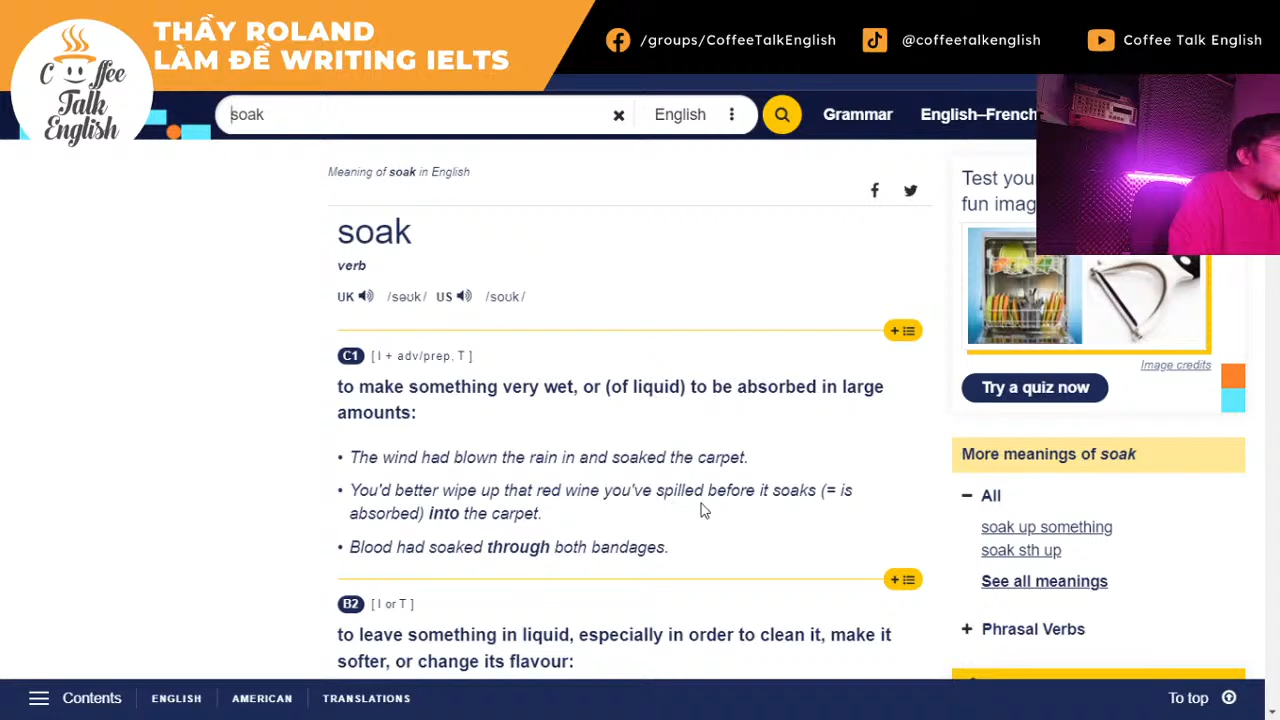 THẦY ROLAND
LÀM ĐỀ WRITING IELTS
/groups/CoffeeTalkEnglish
@coffeetalkenglish
Coffee Talk English
C ffee
Talk
English
soak
English
Grammar
English–French
Meaning of soak in English
soak
verb
UK /səʊk/ US /soʊk/
C1 [ I + adv/prep, T ]
to make something very wet, or (of liquid) to be absorbed in large
amounts:
• The wind had blown the rain in and soaked the carpet.
• You'd better wipe up that red wine you've spilled before it soaks (= is
absorbed) into the carpet.
• Blood had soaked through both bandages.
B2 [ I or T ]
to leave something in liquid, especially in order to clean it, make it
softer, or change its flavour:
Test you
fun imag
Image credits
Try a quiz now
More meanings of soak
All
soak up something
soak sth up
See all meanings
Phrasal Verbs
Contents
ENGLISH
AMERICAN
TRANSLATIONS
To top